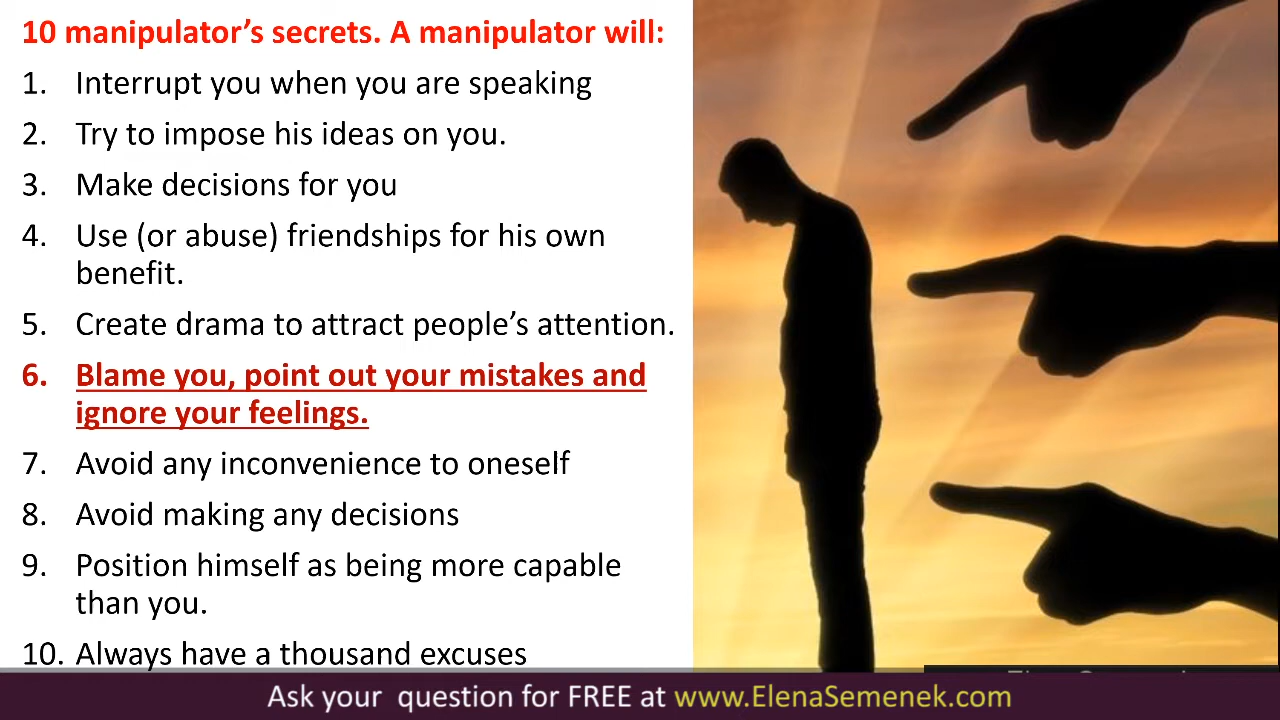 10 manipulator’s secrets. A manipulator will:
1. Interrupt you when you are speaking
2. Try to impose his ideas on you.
3. Make decisions for you
4. Use (or abuse) friendships for his own
benefit.
5. Create drama to attract people’s attention.
6. Blame you, point out your mistakes and
ignore your feelings.
7. Avoid any inconvenience to oneself
8. Avoid making any decisions
9. Position himself as being more capable
than you.
10. Always have a thousand excuses
Ask your  question for FREE at www.ElenaSemenek.com